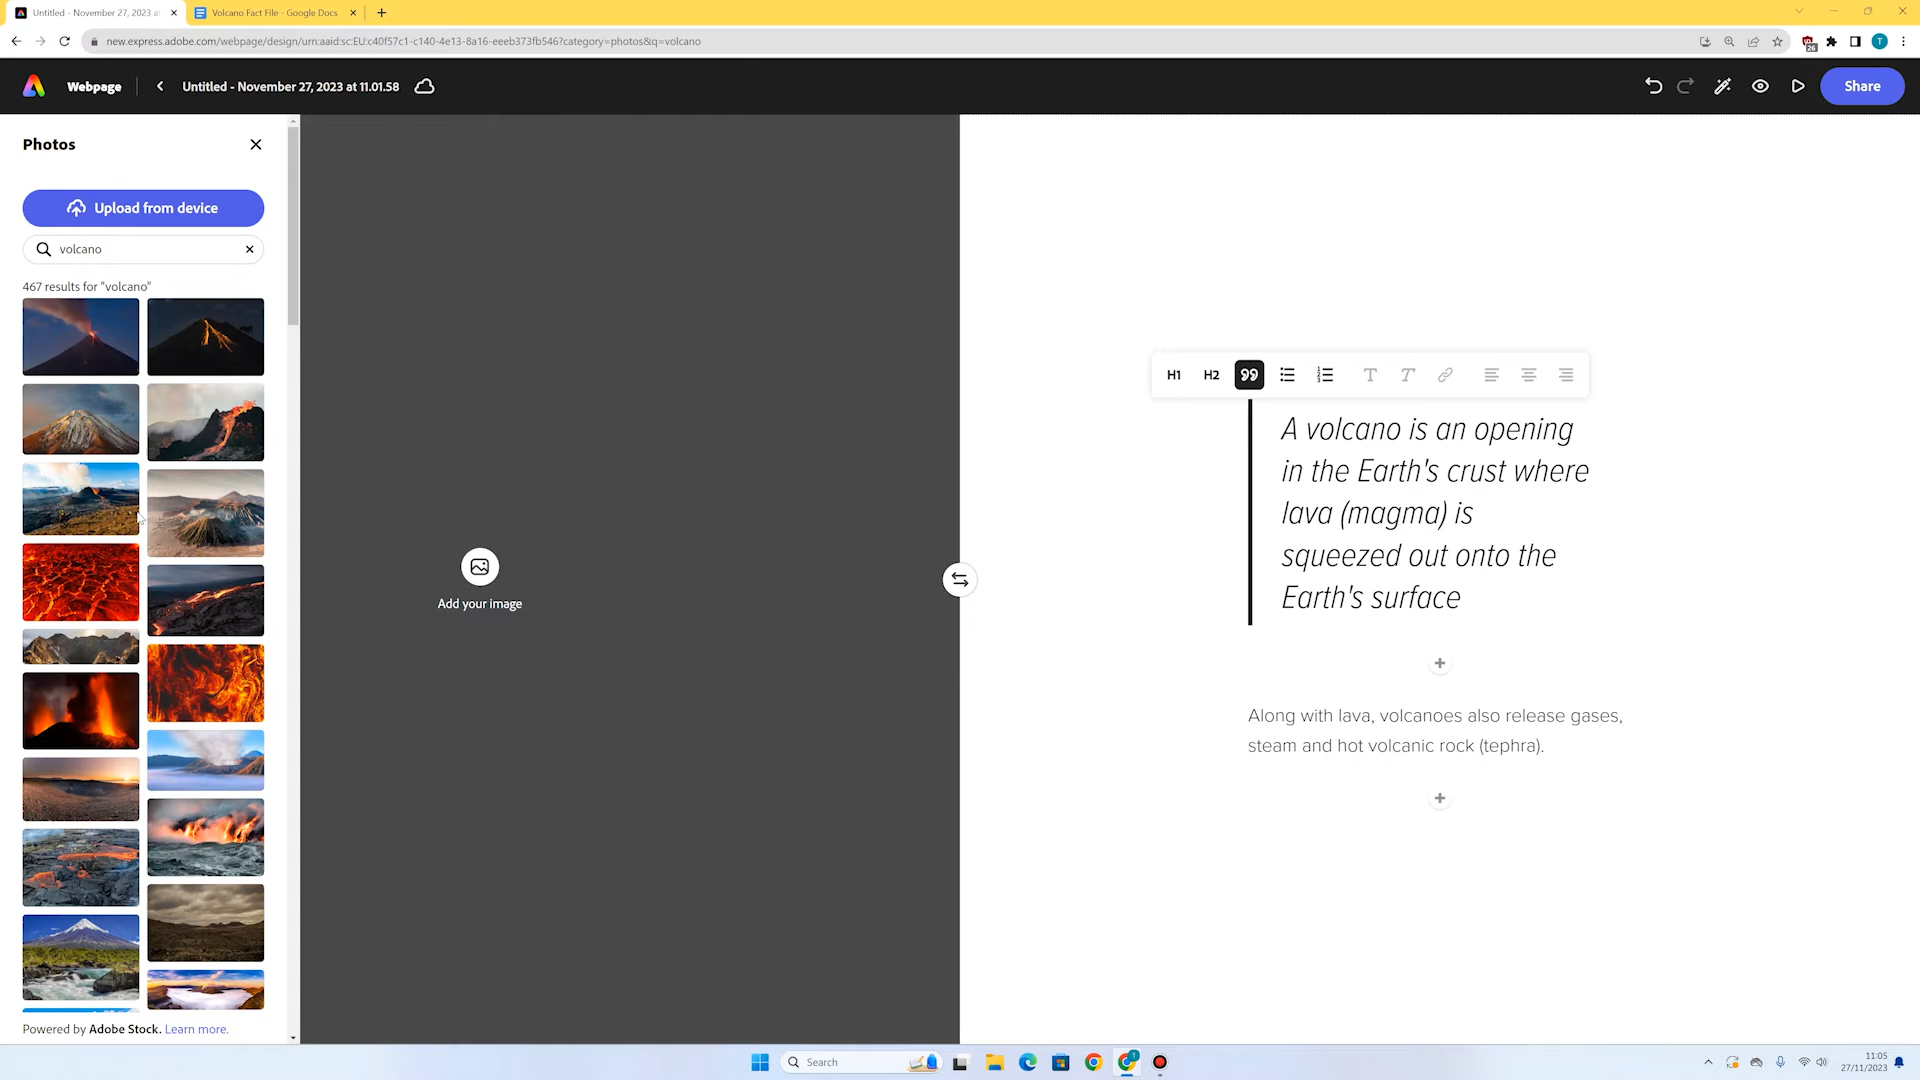 Untitled - November 27, 2023 at
Volcano Fact File - Google Docs
new.express.adobe.com/webpage/design/urn:aaid:sc:EU:c40f57c1-c140-4e13-8a16-eeeb373fb546?category=photos&q=volcano
26
T
Webpage
Untitled - November 27, 2023 at 11.01.58
Share
Photos
Upload from device
volcano
467 results for "volcano"
Powered by Adobe Stock. Learn more.
Add your image
H1 H2
A volcano is an opening
in the Earth's crust where
lava (magma) is
squeezed out onto the
Earth's surface
Along with lava, volcanoes also release gases,
steam and hot volcanic rock (tephra).
Search
11:05
27/11/2023